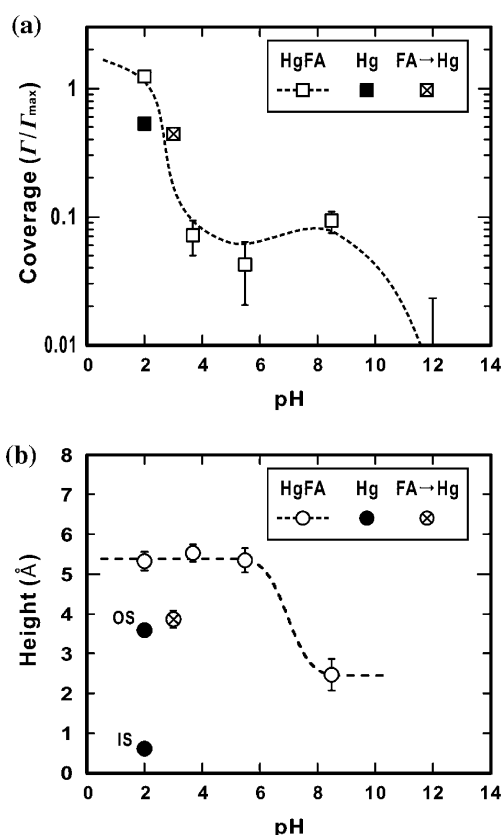 (a)
HgFA Hg FA→Hg
Coverage (Γ/Γmax)
1
0.1
0.01
0 2 4 6 8 10 12 14
pH
(b)
HgFA Hg FA→Hg
Height (Å)
8
7
6
5
4
3
2
1
0
OS
IS
0 2 4 6 8 10 12 14
pH